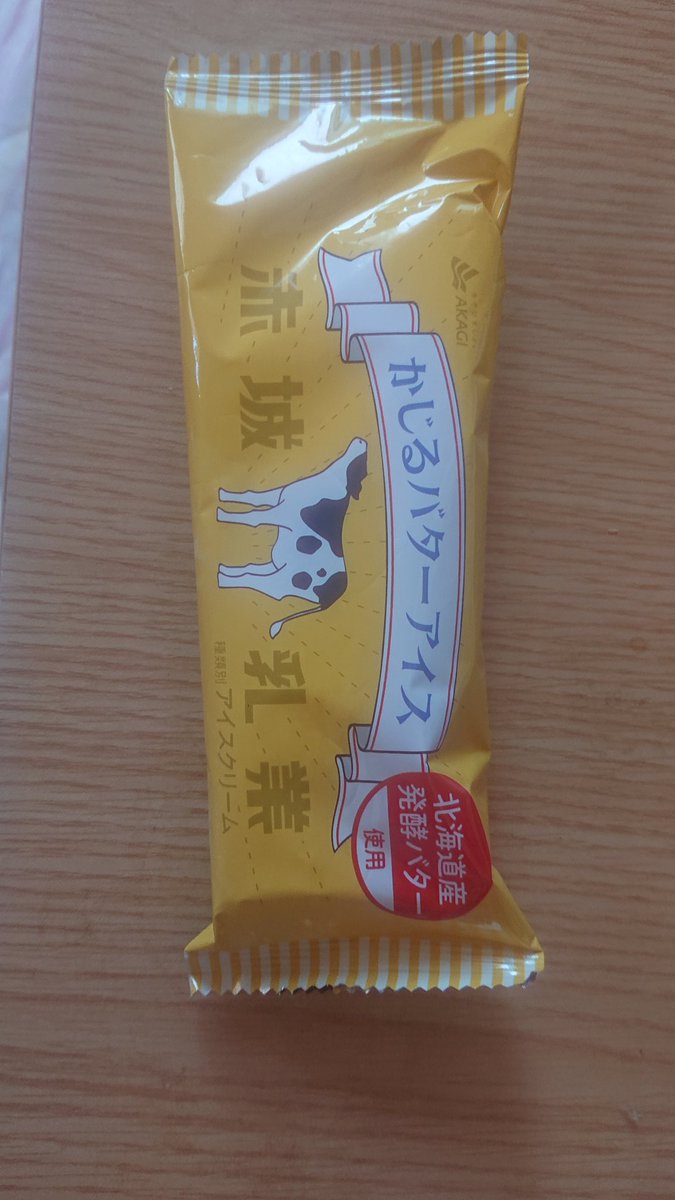 AKAGI
かじるバターアイス
赤城 乳業
種類別 アイスクリーム
北海道産
発酵バター
使用